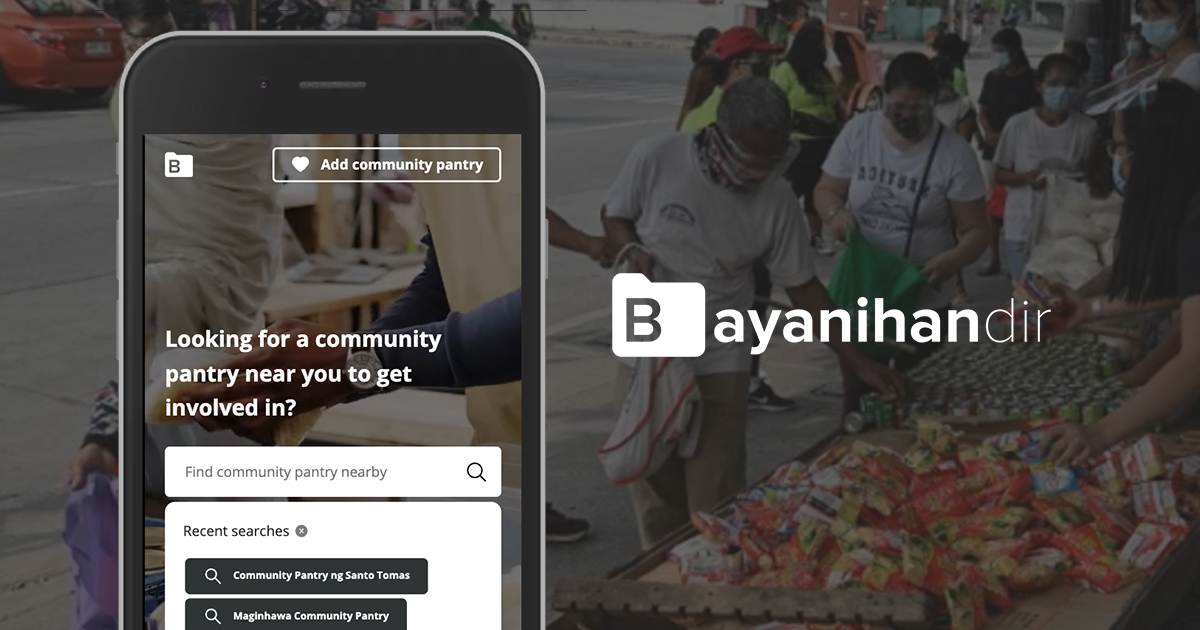 B
Add community pantry
Looking for a community
pantry near you to get
involved in?
Find community pantry nearby
Recent searches
Community Pantry ng Santo Tomas
Maginhawa Community Pantry
Bayanihandir